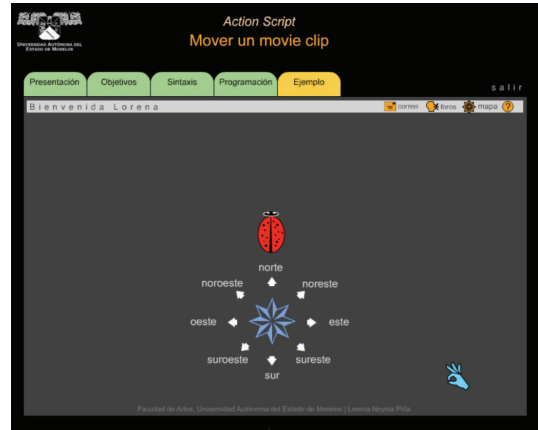 Action Script
Mover un movie clip
UNIVERSIDAD AUTÓNOMA DEL
ESTADO DE MORELOS
Presentación Objetivos Sintaxis Programación Ejemplo
salir
Bienvenida Lorena
correo foros mapa ?
norte
noroeste noreste
oeste este
suroeste sureste
sur
Facultad de Artes, Universidad Autónoma del Estado de Morelos | Lorena Noyola Piña